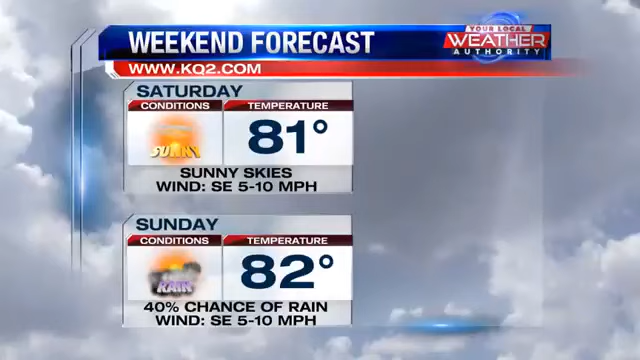 WEEKEND FORECAST
YOUR LOCAL
WEATHER
AUTHORITY
WWW.KQ2.COM
SATURDAY
CONDITIONS
TEMPERATURE
SUNNY
81°
SUNNY SKIES
WIND: SE 5-10 MPH
SUNDAY
CONDITIONS
TEMPERATURE
RAIN
82°
40% CHANCE OF RAIN
WIND: SE 5-10 MPH